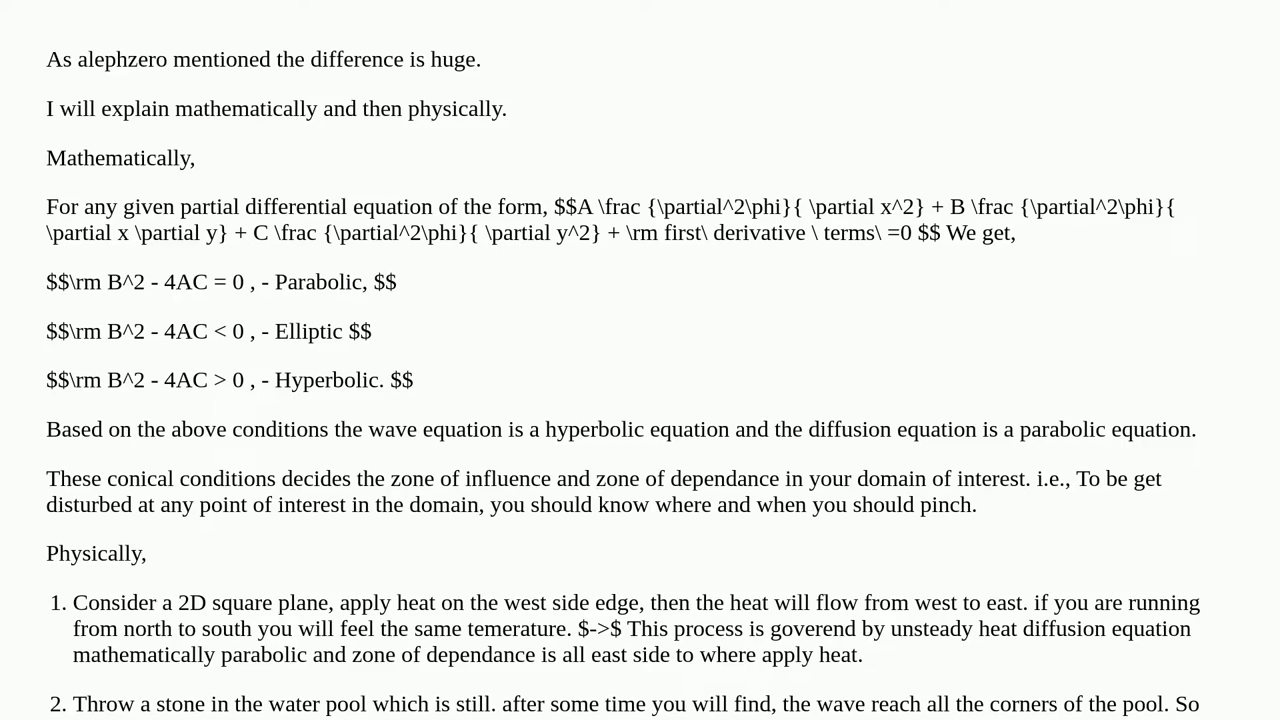 As alephzero mentioned the difference is huge.
I will explain mathematically and then physically.
Mathematically,
For any given partial differential equation of the form, $$A \frac {\partial^2\phi}{ \partial x^2} + B \frac {\partial^2\phi}{
\partial x \partial y} + C \frac {\partial^2\phi}{ \partial y^2} + \rm first\ derivative \ terms\ =0 $$ We get,
$$\rm B^2 - 4AC = 0 , - Parabolic, $$
$$\rm B^2 - 4AC < 0 , - Elliptic $$
$$\rm B^2 - 4AC > 0 , - Hyperbolic. $$
Based on the above conditions the wave equation is a hyperbolic equation and the diffusion equation is a parabolic equation.
These conical conditions decides the zone of influence and zone of dependance in your domain of interest. i.e., To be get
disturbed at any point of interest in the domain, you should know where and when you should pinch.
Physically,
1. Consider a 2D square plane, apply heat on the west side edge, then the heat will flow from west to east. if you are running
from north to south you will feel the same temerature. $->$ This process is goverend by unsteady heat diffusion equation
mathematically parabolic and zone of dependance is all east side to where apply heat.
2. Throw a stone in the water pool which is still. after some time you will find, the wave reach all the corners of the pool. So